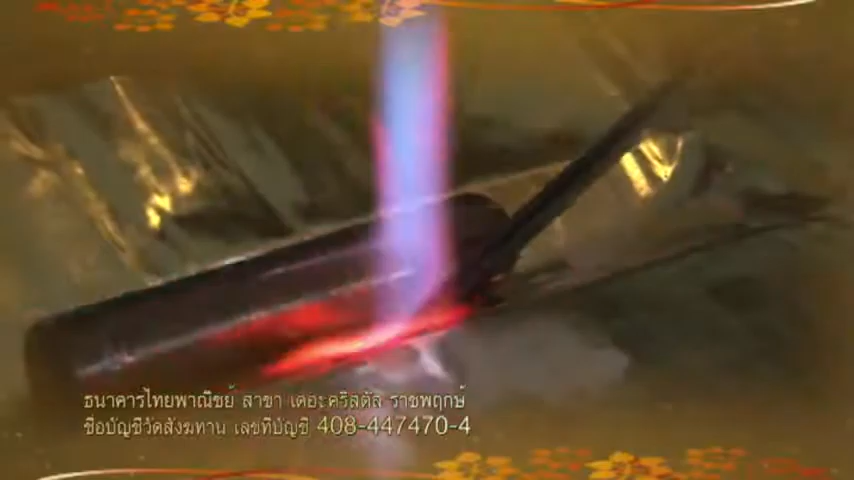 ธนาคารไทยพาณิชย์ สาขา เดอะคริสตัล ราชพฤกษ์
ชื่อบัญชีวัดสังฆทาน เลขที่บัญชี 408-447470-4